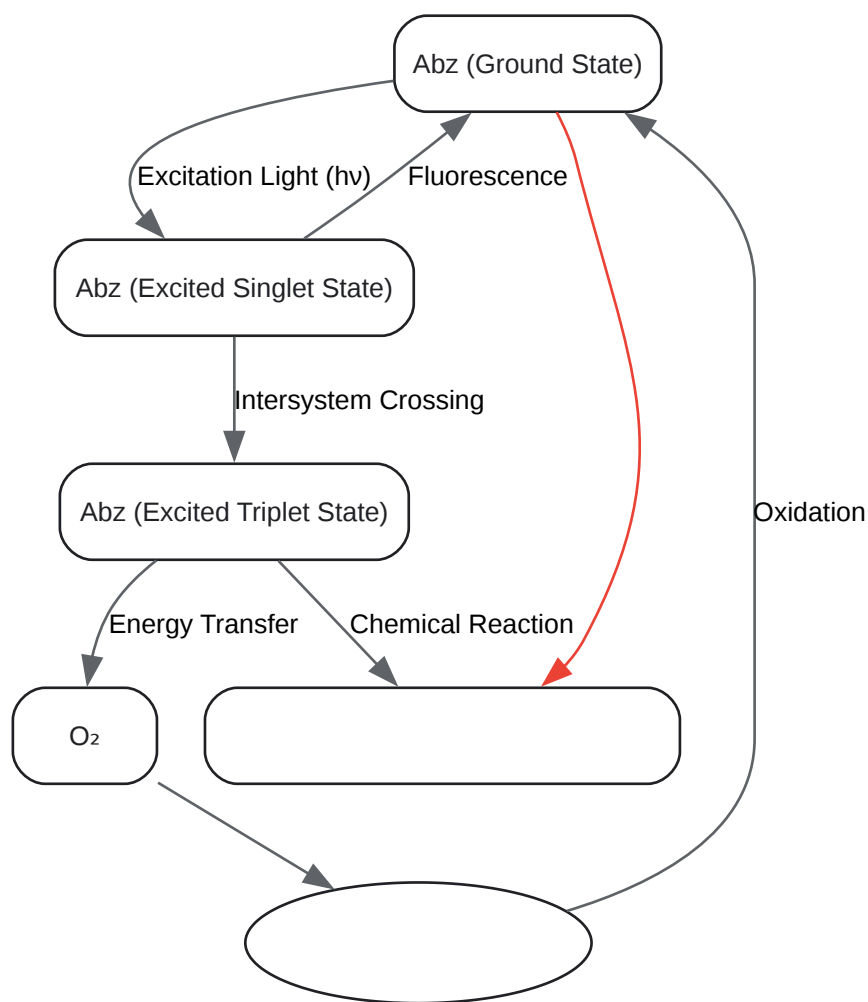 Abz (Ground State)
Excitation Light (hν)
Fluorescence
Abz (Excited Singlet State)
Intersystem Crossing
Abz (Excited Triplet State)
Oxidation
Energy Transfer
Chemical Reaction
O₂